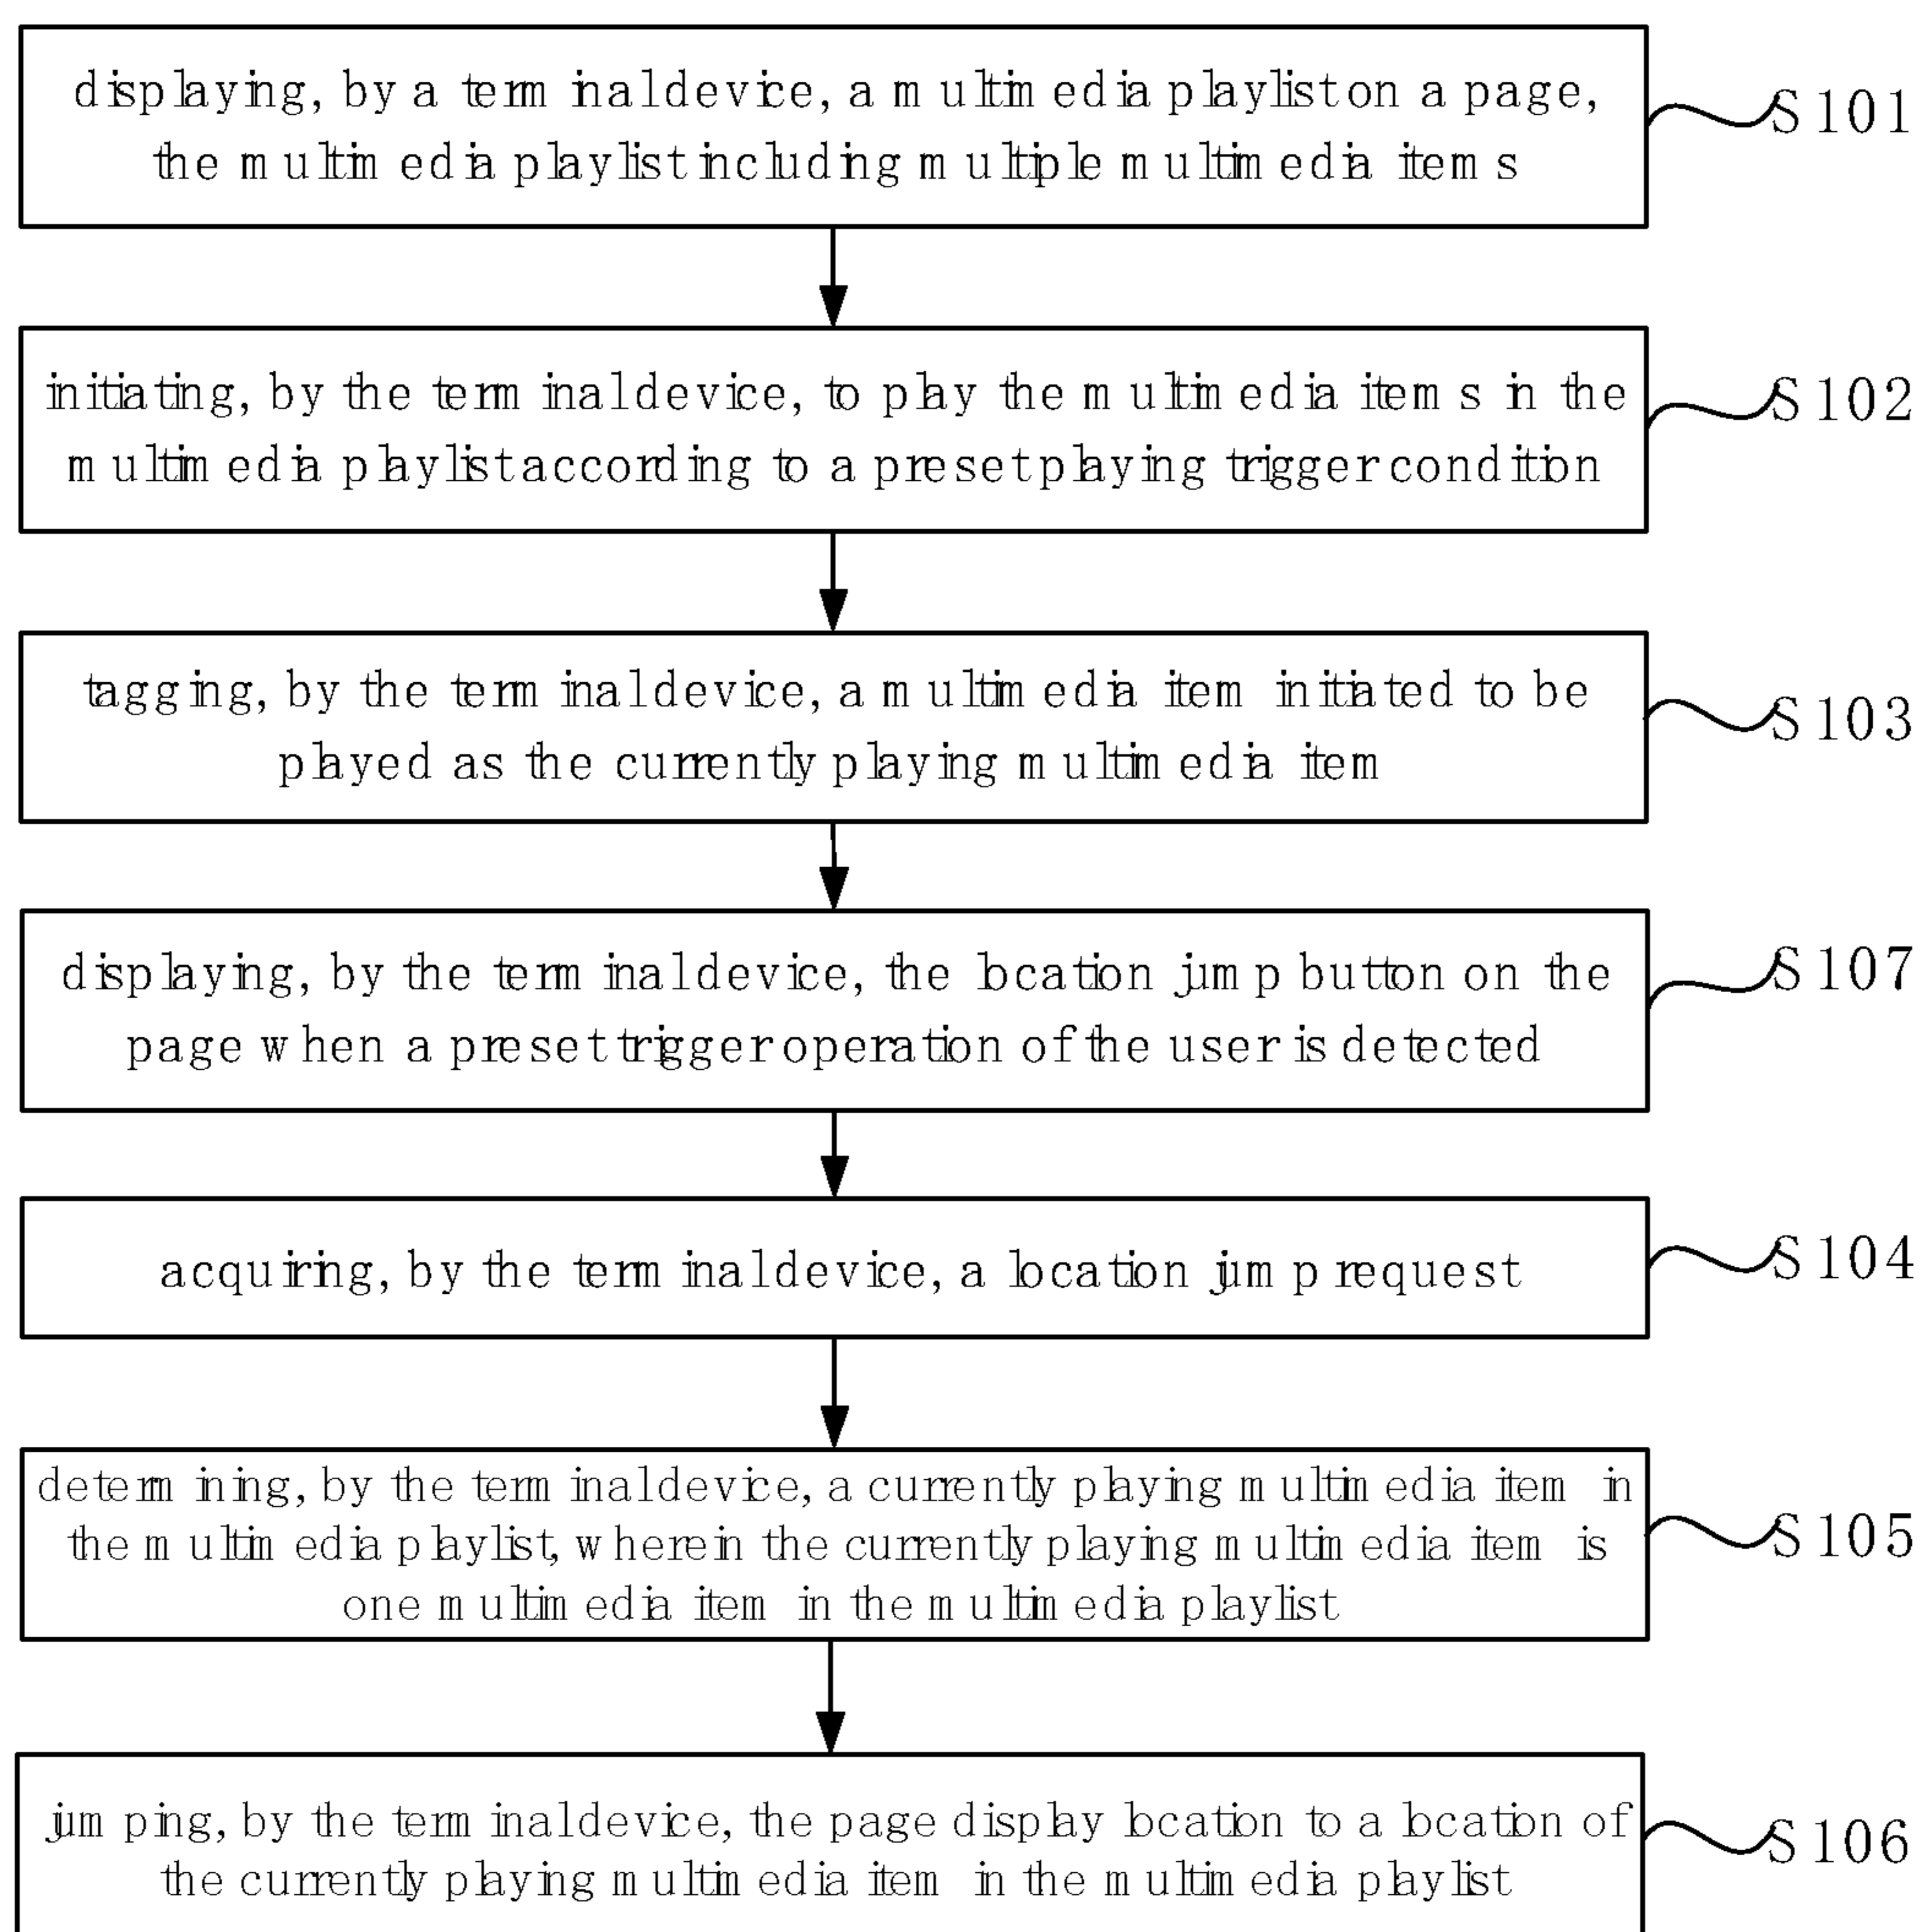 displaying, by a terminal device, a multimedia playlist on a page,
the multimedia playlist including multiple multimedia items
S101
initiating, by the terminal device, to play the multimedia items in the
multimedia playlist according to a preset playing trigger condition
S102
tagging, by the terminal device, a multimedia item initiated to be
played as the currently playing multimedia item
S103
displaying, by the terminal device, the location jump button on the
page when a preset trigger operation of the user is detected
S107
acquiring, by the terminal device, a location jump request
S104
determining, by the terminal device, a currently playing multimedia item in
the multimedia playlist, wherein the currently playing multimedia item is
one multimedia item in the multimedia playlist
S105
jumping, by the terminal device, the page display location to a location of
the currently playing multimedia item in the multimedia playlist
S106